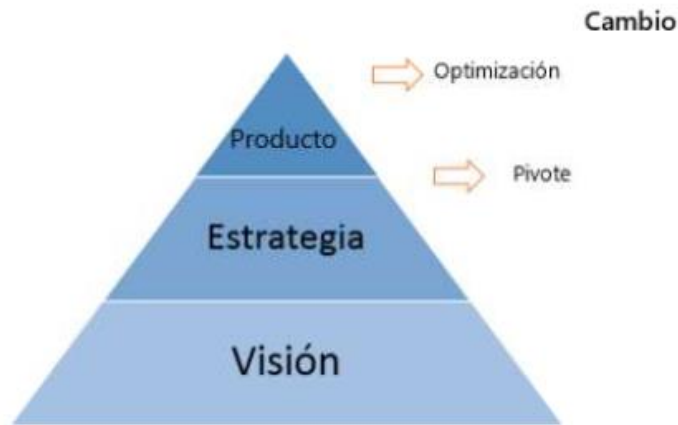 Cambio
Optimización
Producto
Pivote
Estrategia
Visión